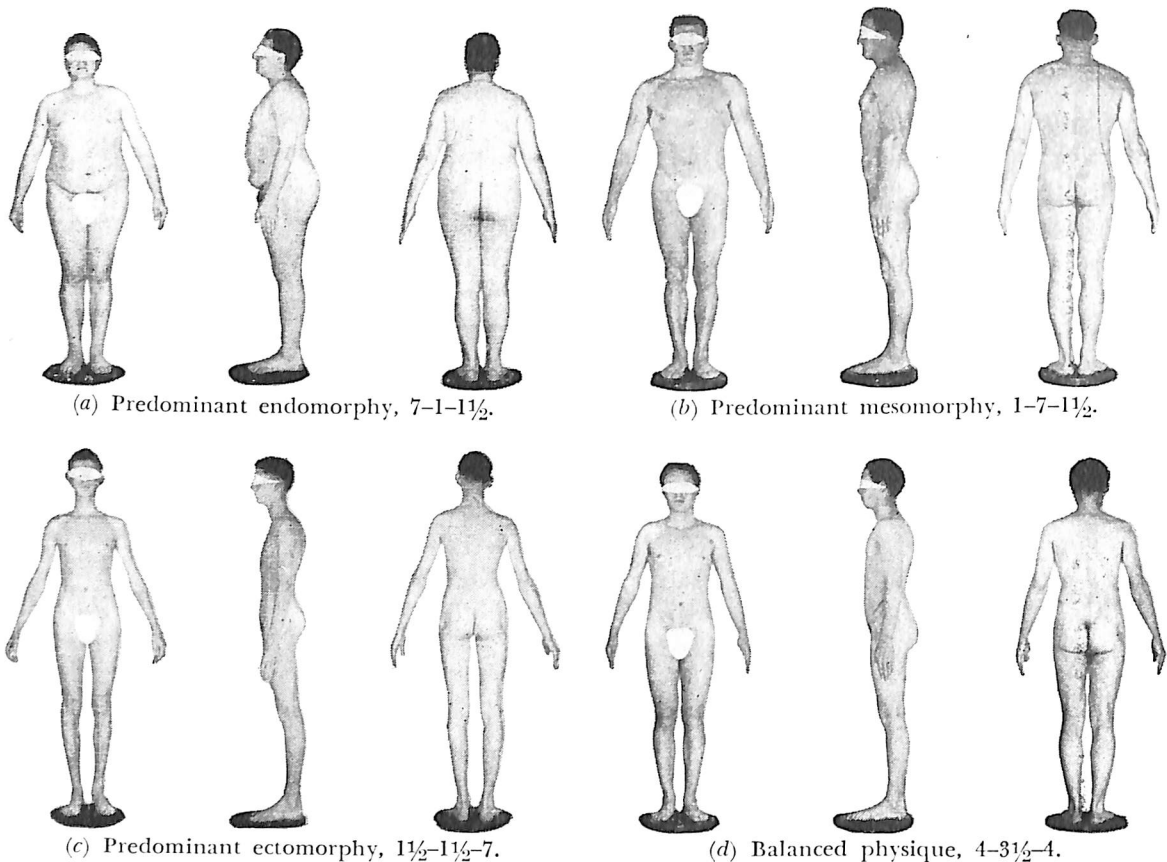 (a) Predominant endomorphy, 7–1–1½.
(b) Predominant mesomorphy, 1–7–1½.
(c) Predominant ectomorphy, 1½–1½–7.
(d) Balanced physique, 4–3½–4.